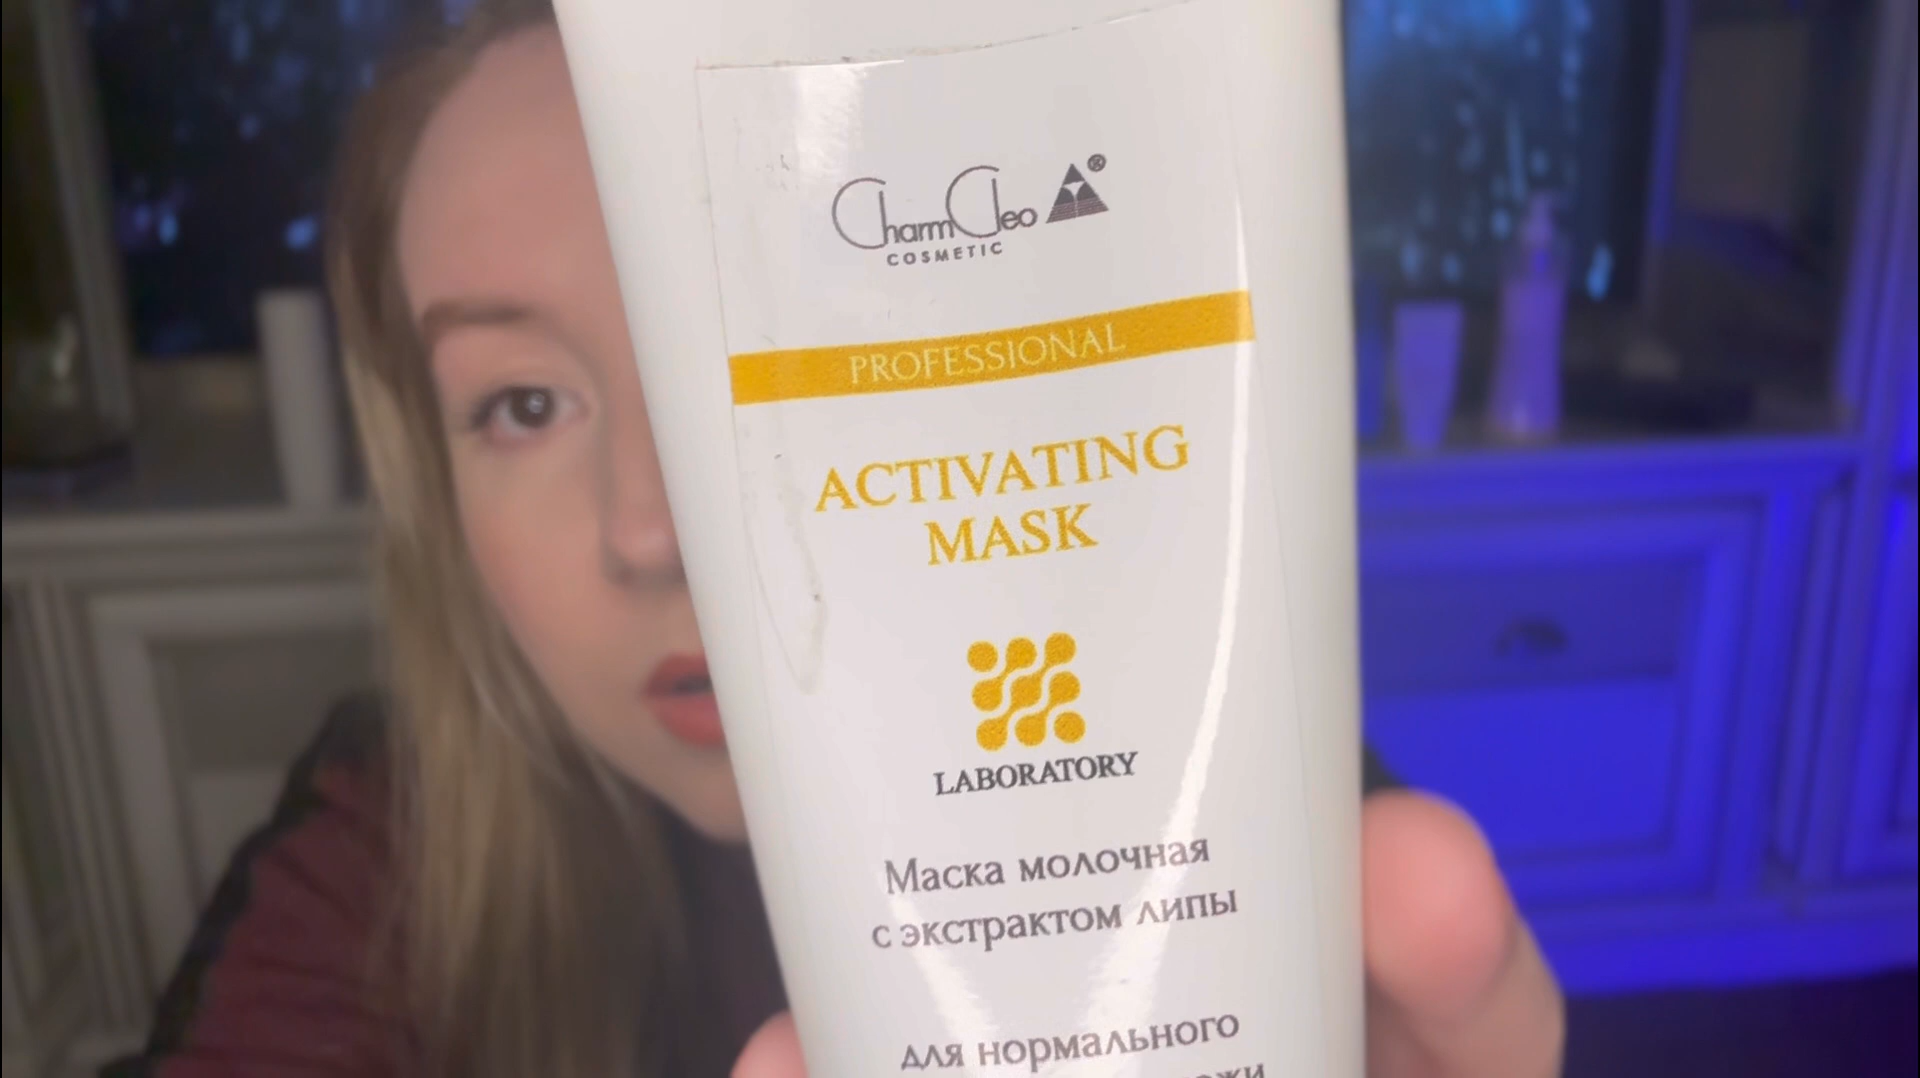 CharmCleo ®
COSMETIC
PROFESSIONAL
ACTIVATING
MASK
LABORATORY
Маска молочная
с экстрактом липы
для нормального